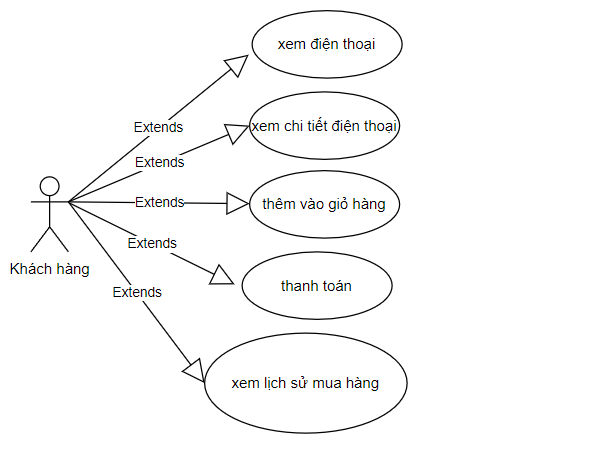 xem điện thoại
Extends
xem chi tiết điện thoại
Extends
Extends
thêm vào giỏ hàng
Extends
Khách hàng
thanh toán
Extends
xem lịch sử mua hàng